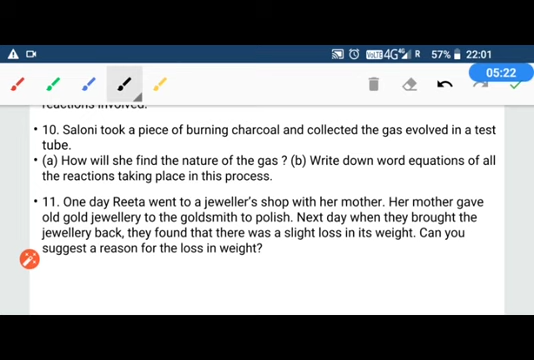 VoLTE 4G 4G R 57% 22:01
05:22
reactions involved.
• 10. Saloni took a piece of burning charcoal and collected the gas evolved in a test
tube.
• (a) How will she find the nature of the gas ? (b) Write down word equations of all
the reactions taking place in this process.
• 11. One day Reeta went to a jeweller's shop with her mother. Her mother gave
old gold jewellery to the goldsmith to polish. Next day when they brought the
jewellery back, they found that there was a slight loss in its weight. Can you
suggest a reason for the loss in weight?